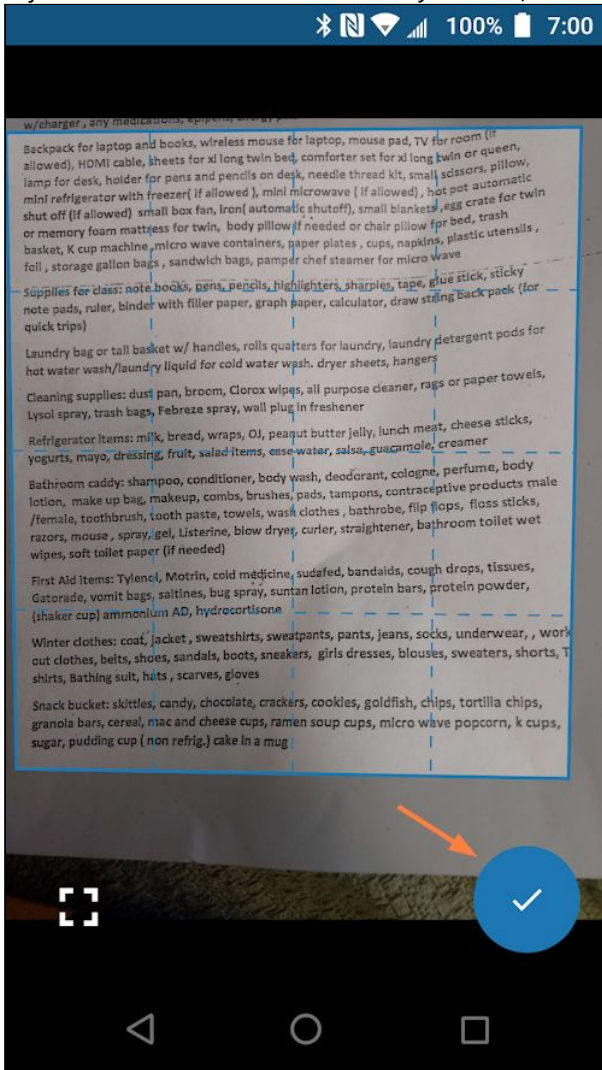 100% 7:00
w/charger , any medications, epipens, allergy
Backpack for laptop and books, wireless mouse for laptop, mouse pad, TV for room (if
allowed), HDMI cable, sheets for xl long twin bed, comforter set for xl long twin or queen,
lamp for desk, holder for pens and pencils on desk, needle thread kit, small scissors, pillow,
mini refrigerator with freezer( if allowed ), mini microwave ( if allowed) , hot pot automatic
shut off (if allowed) small box fan, iron( automatic shutoff), small blankets ,egg crate for twin
or memory foam mattress for twin, body pillow if needed or chair pillow for bed, trash
basket, K cup machine ,micro wave containers, paper plates , cups, napkins, plastic utensils ,
foil , storage gallon bags , sandwich bags, pamper chef steamer for micro wave
Supplies for class: note books, pens, pencils, highlighters, sharpies, tape, glue stick, sticky
note pads, ruler, binder with filler paper, graph paper, calculator, draw string back pack (for
quick trips)
Laundry bag or tall basket w/ handles, rolls quarters for laundry, laundry detergent pods for
hot water wash/laundry liquid for cold water wash. dryer sheets, hangers
Cleaning supplies: dust pan, broom, Clorox wipes, all purpose cleaner, rags or paper towels,
Lysol spray, trash bags, Febreze spray, wall plug in freshener
Refrigerator items: milk, bread, wraps, OJ, peanut butter jelly, lunch meat, cheese sticks,
yogurts, mayo, dressing, fruit, salad items, case water, salsa, guacamole, creamer
Bathroom caddy: shampoo, conditioner, body wash, deodorant, cologne, perfume, body
lotion, make up bag, makeup, combs, brushes, pads, tampons, contraceptive products male
/female, toothbrush, tooth paste, towels, wash clothes , bathrobe, flip flops, floss sticks,
razors, mouse , spray, gel, Listerine, blow dryer, curler, straightener, bathroom toilet wet
wipes, soft toilet paper (if needed)
First Aid items: Tylenol, Motrin, cold medicine, sudafed, bandaids, cough drops, tissues,
Gatorade, vomit bags, saltines, bug spray, suntan lotion, protein bars, protein powder,
(shaker cup) ammonium AD, hydrocortisone
Winter clothes: coat, jacket , sweatshirts, sweatpants, pants, jeans, socks, underwear, , work
out clothes, belts, shoes, sandals, boots, sneakers, girls dresses, blouses, sweaters, shorts, T
shirts, Bathing suit, hats , scarves, gloves
Snack bucket: skittles, candy, chocolate, crackers, cookies, goldfish, chips, tortilla chips,
granola bars, cereal, mac and cheese cups, ramen soup cups, micro wave popcorn, k cups,
sugar, pudding cup ( non refrig.) cake in a mug